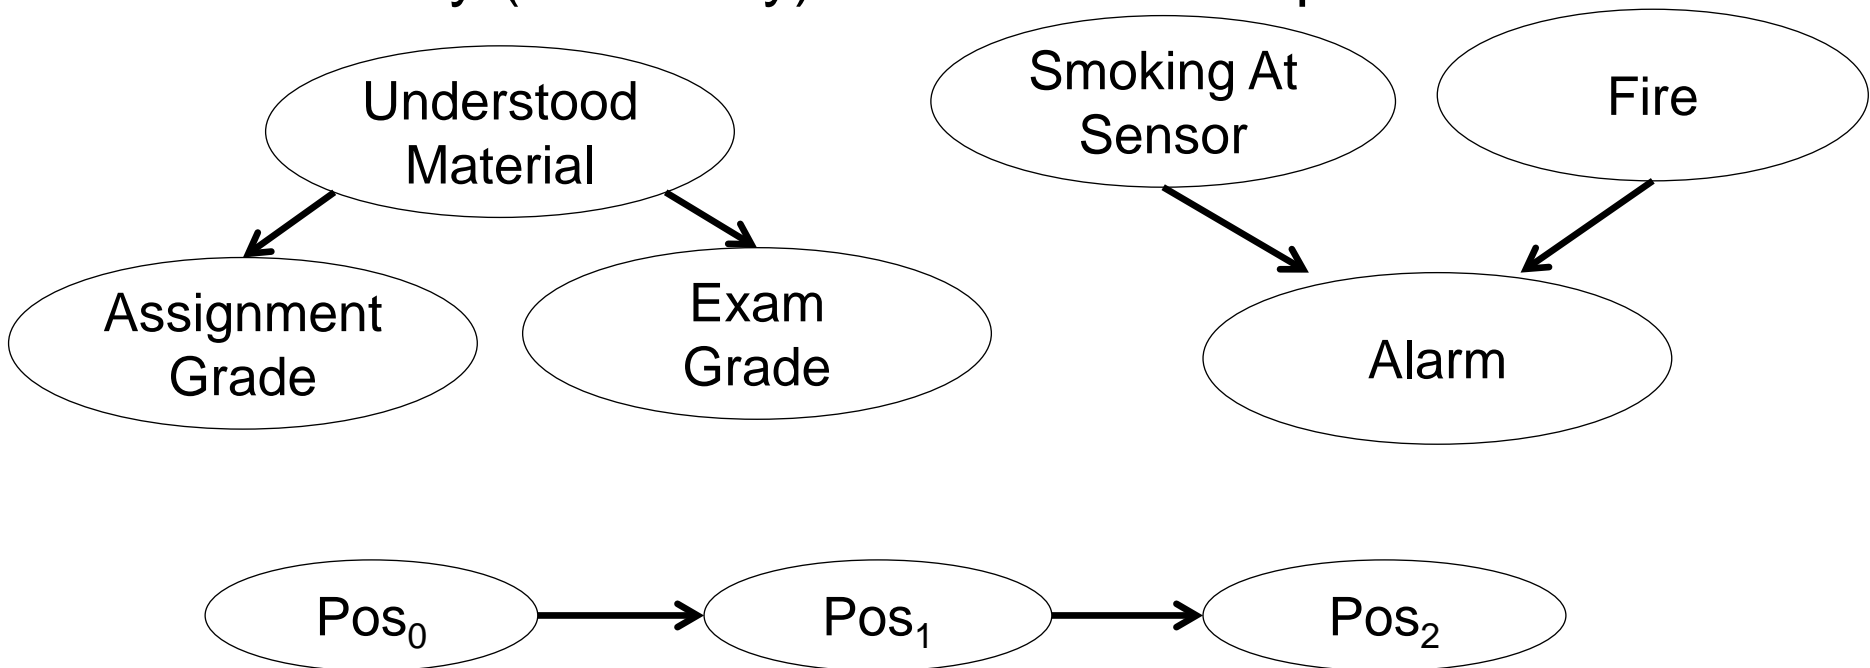 Understood
Material
Smoking At
Sensor
Fire
Assignment
Grade
Exam
Grade
Alarm
Pos₀
Pos₁
Pos₂